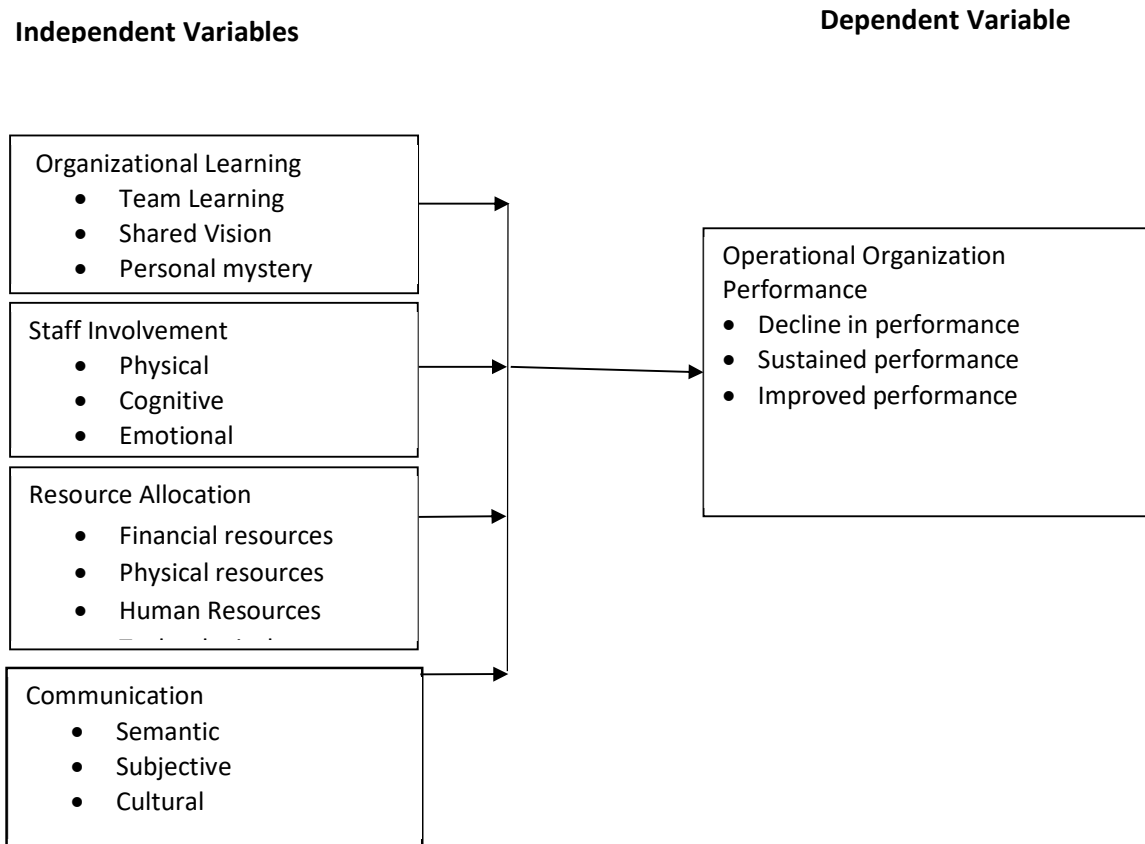 Independent Variables
Dependent Variable
Organizational Learning
• Team Learning
• Shared Vision
• Personal mystery
Staff Involvement
• Physical
• Cognitive
• Emotional
Resource Allocation
• Financial resources
• Physical resources
• Human Resources
Communication
• Semantic
• Subjective
• Cultural
Operational Organization
Performance
• Decline in performance
• Sustained performance
• Improved performance